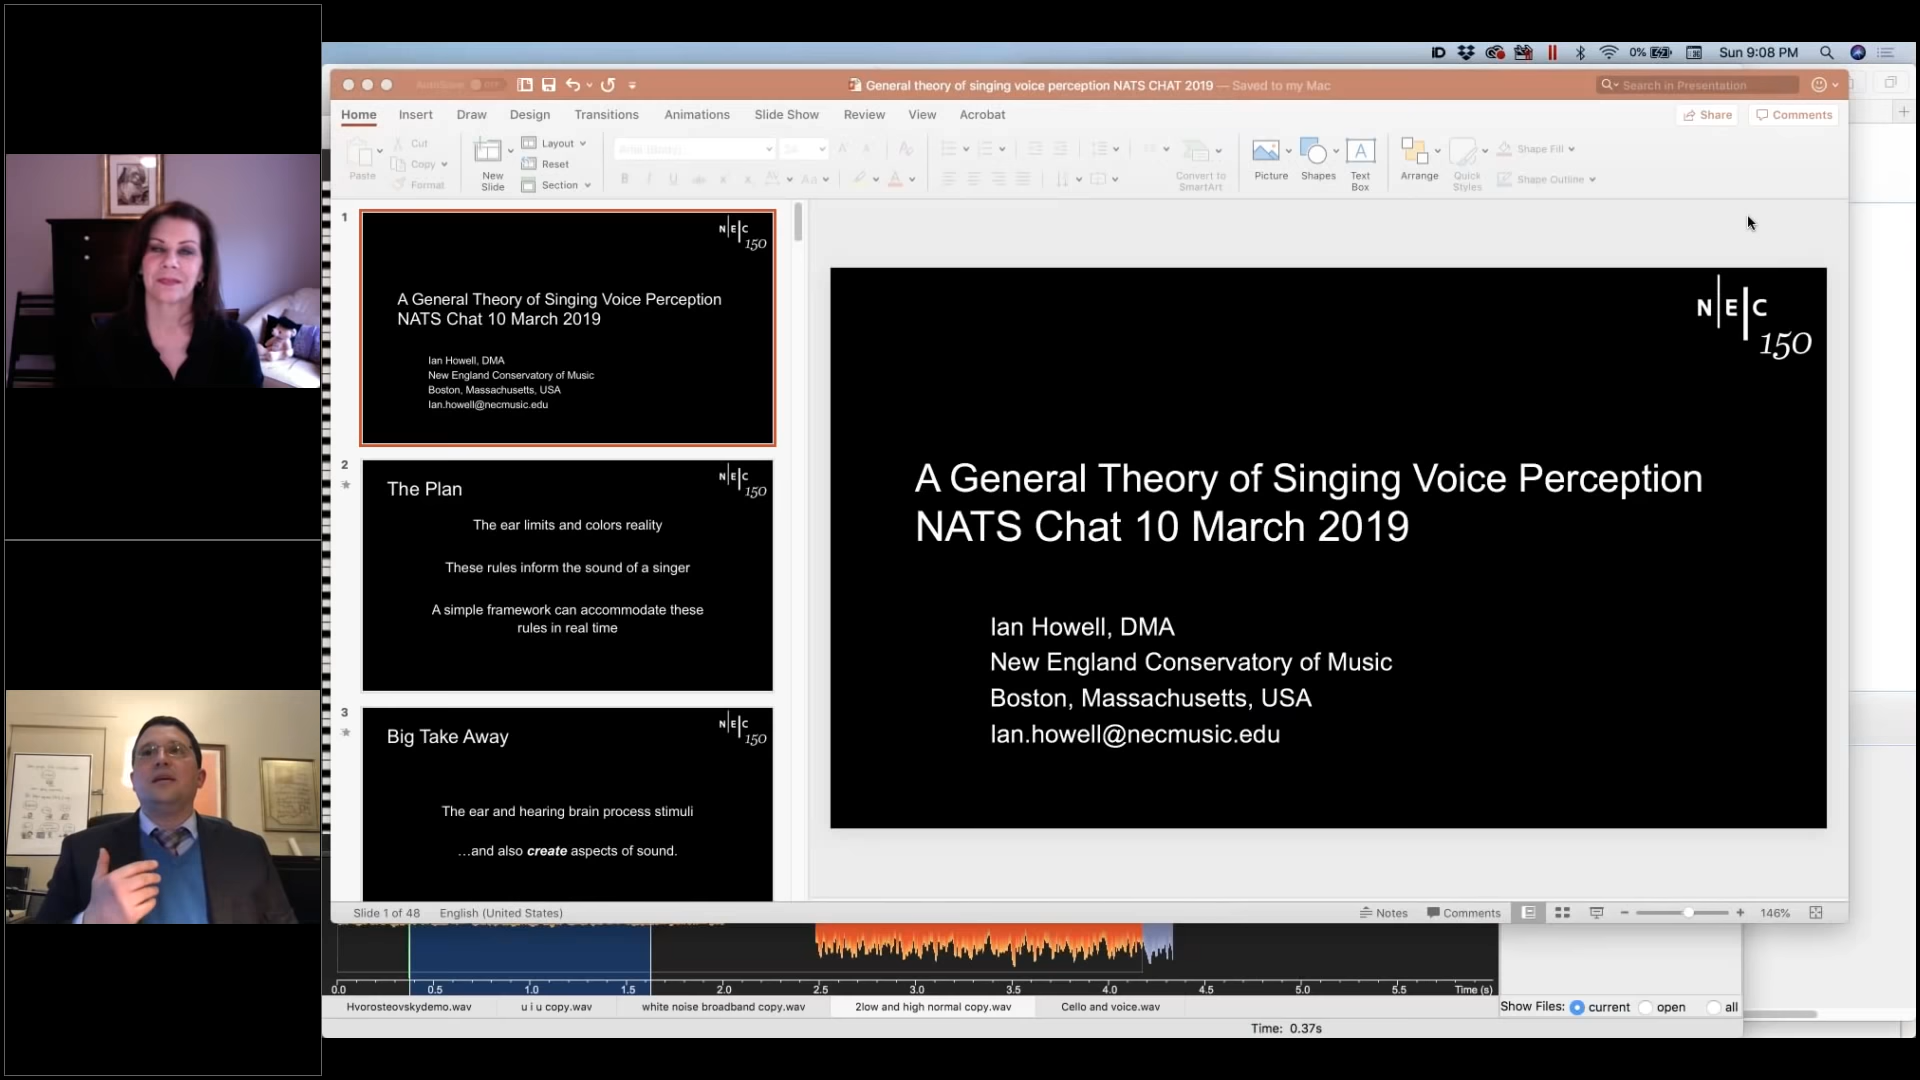 iD 0% Sun 9:08 PM
AutoSave OFF
General theory of singing voice perception NATS CHAT 2019 — Saved to my Mac
Search in Presentation
Home Insert Draw Design Transitions Animations Slide Show Review View Acrobat
Share Comments
Paste
Cut
Copy
Format
New
Slide
Layout
Reset
Section
Convert to
SmartArt
Picture
Shapes
Text
Box
Arrange
Quick
Styles
Shape Fill
Shape Outline
1
NEC
150
A General Theory of Singing Voice Perception
NATS Chat 10 March 2019
Ian Howell, DMA
New England Conservatory of Music
Boston, Massachusetts, USA
Ian.howell@necmusic.edu
2
NEC
150
The Plan
The ear limits and colors reality
These rules inform the sound of a singer
A simple framework can accommodate these
rules in real time
3
NEC
150
Big Take Away
The ear and hearing brain process stimuli
…and also create aspects of sound.
NEC
150
A General Theory of Singing Voice Perception
NATS Chat 10 March 2019
Ian Howell, DMA
New England Conservatory of Music
Boston, Massachusetts, USA
Ian.howell@necmusic.edu
Slide 1 of 48 English (United States)
Notes Comments 146%
0.0 0.5 1.0 1.5 2.0 2.5 3.0 3.5 4.0 4.5 5.0 5.5 Time (s)
Hvorosteovskydemo.wav u i u copy.wav white noise broadband copy.wav 2low and high normal copy.wav Cello and voice.wav
Show Files: current open all
Time: 0.37s